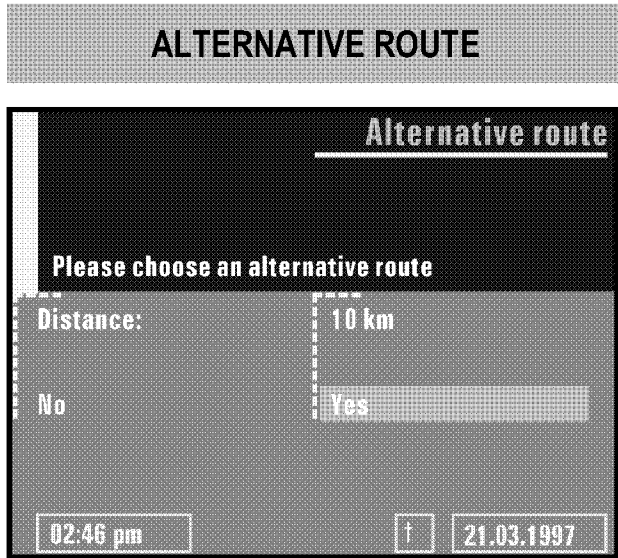 ALTERNATIVE ROUTE
Alternative route
Please choose an alternative route
Distance: 10 km
No Yes
02:46 pm † 21.03.1997